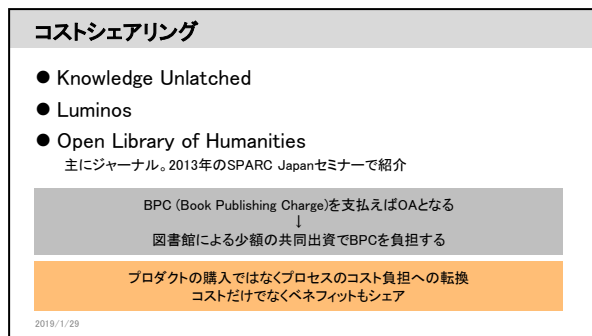 コストシェアリング
● Knowledge Unlatched
● Luminos
● Open Library of Humanities
主にジャーナル。2013年のSPARC Japanセミナーで紹介
BPC (Book Publishing Charge)を支払えばOAとなる
↓
図書館による少額の共同出資でBPCを負担する
プロダクトの購入ではなくプロセスのコスト負担への転換
コストだけでなくベネフィットもシェア
2019/1/29